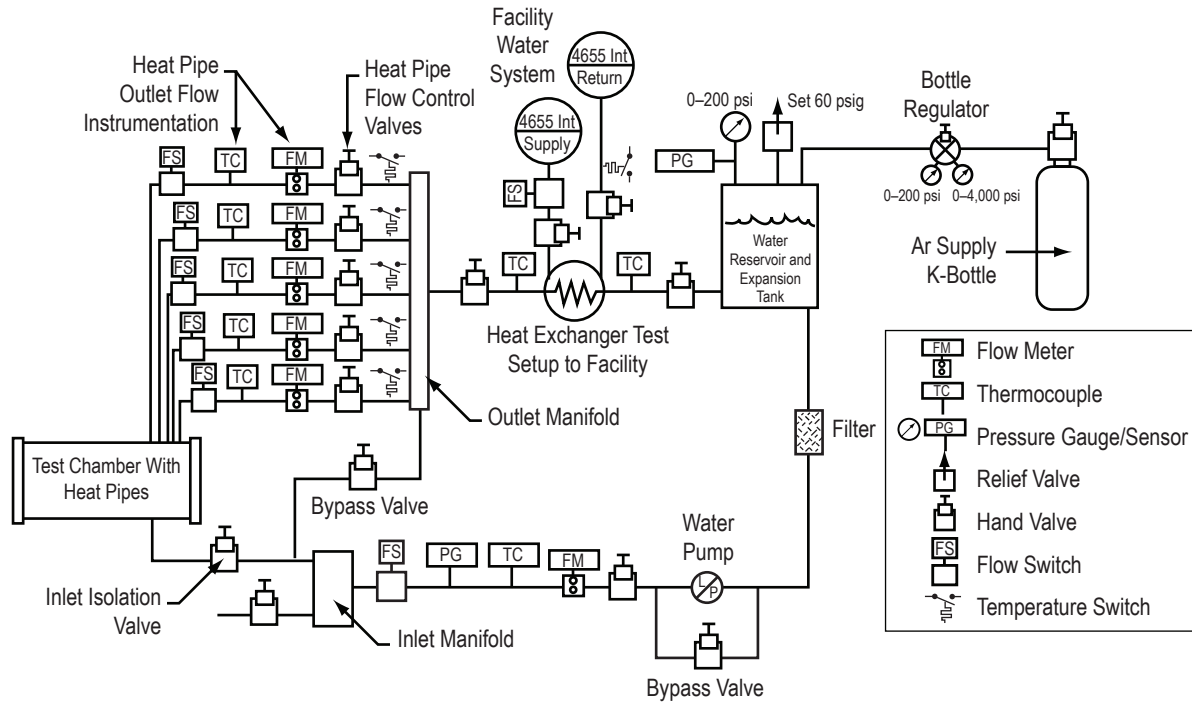 Facility
Water
System
4655 Int
Return
4655 Int
Supply
Heat Pipe
Outlet Flow
Instrumentation
Heat Pipe
Flow Control
Valves
0–200 psi
Set 60 psig
PG
Bottle
Regulator
0–200 psi
0–4,000 psi
Ar Supply
K-Bottle
FS
TC
FM
FS
TC
FM
FS
TC
FM
FS
TC
FM
FS
TC
FM
FS
TC
TC
Water
Reservoir and
Expansion
Tank
Heat Exchanger Test
Setup to Facility
Outlet Manifold
Test Chamber With
Heat Pipes
Bypass Valve
Filter
Water
Pump
L/P
FS
PG
TC
FM
Inlet Isolation
Valve
Inlet Manifold
Bypass Valve
FM
Flow Meter
TC
Thermocouple
PG
Pressure Gauge/Sensor
Relief Valve
Hand Valve
FS
Flow Switch
Temperature Switch